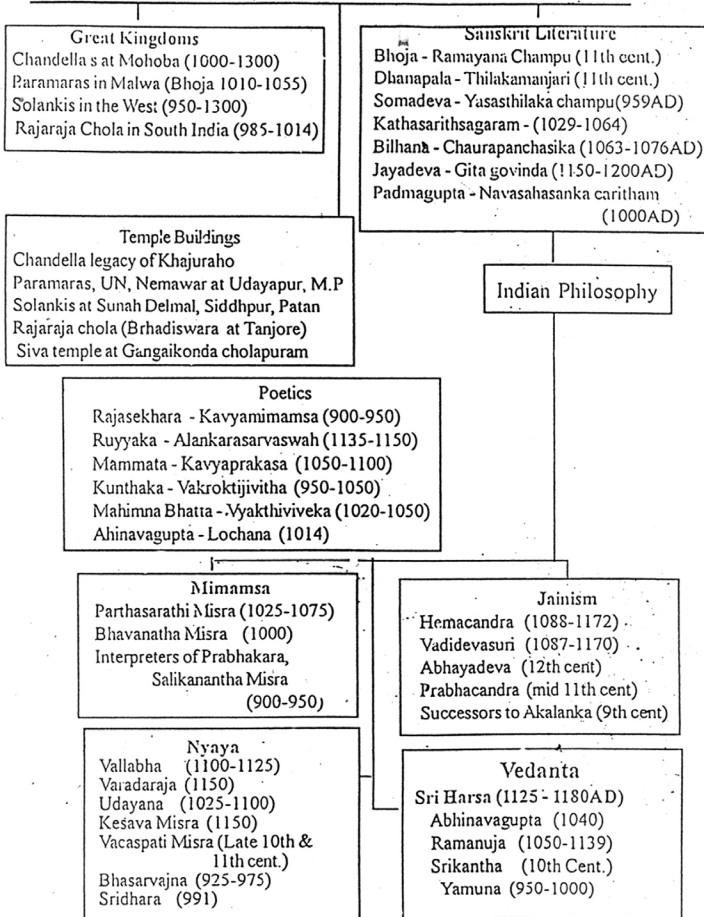 Great Kingdoms
Chandella s at Mohoba (1000-1300)
Paramaras in Malwa (Bhoja 1010-1055)
Solankis in the West (950-1300)
Rajaraja Chola in South India (985-1014)
Sanskrit Literature
Bhoja - Ramayana Champu (11th cent.)
Dhanapala - Thilakamanjari (11th cent.)
Somadeva - Yasasthilaka champu(959AD)
Kathasarithsagaram - (1029-1064)
Bilhana - Chaurapanchasika (1063-1076AD)
Jayadeva - Gita govinda (1150-1200AD)
Padmagupta - Navasahasanka caritham
(1000AD)
Temple Buildings
Chandella legacy of Khajuraho
Paramaras, UN, Nemawar at Udayapur, M.P
Solankis at Sunah Delmal, Siddhpur, Patan
Rajaraja chola (Brhadiswara at Tanjore)
Siva temple at Gangaikonda cholapuram
Indian Philosophy
Poetics
Rajasekhara - Kavyamimamsa (900-950)
Ruyyaka - Alankarasarvaswah (1135-1150)
Mammata - Kavyaprakasa (1050-1100)
Kunthaka - Vakroktijivitha (950-1050)
Mahimna Bhatta - Vyakthiviveka (1020-1050)
Ahinavagupta - Lochana (1014)
Mimamsa
Parthasarathi Misra (1025-1075)
Bhavanatha Misra (1000)
Interpreters of Prabhakara,
Salikanantha Misra
(900-950)
Jainism
Hemacandra (1088-1172)
Vadidevasuri (1087-1170)
Abhayadeva (12th cent)
Prabhacandra (mid 11th cent)
Successors to Akalanka (9th cent)
Nyaya
Vallabha (1100-1125)
Varadaraja (1150)
Udayana (1025-1100)
Kesava Misra (1150)
Vacaspati Misra (Late 10th &
11th cent.)
Bhasarvajna (925-975)
Sridhara (991)
Vedanta
Sri Harsa (1125 - 1180AD)
Abhinavagupta (1040)
Ramanuja (1050-1139)
Srikantha (10th Cent.)
Yamuna (950-1000)